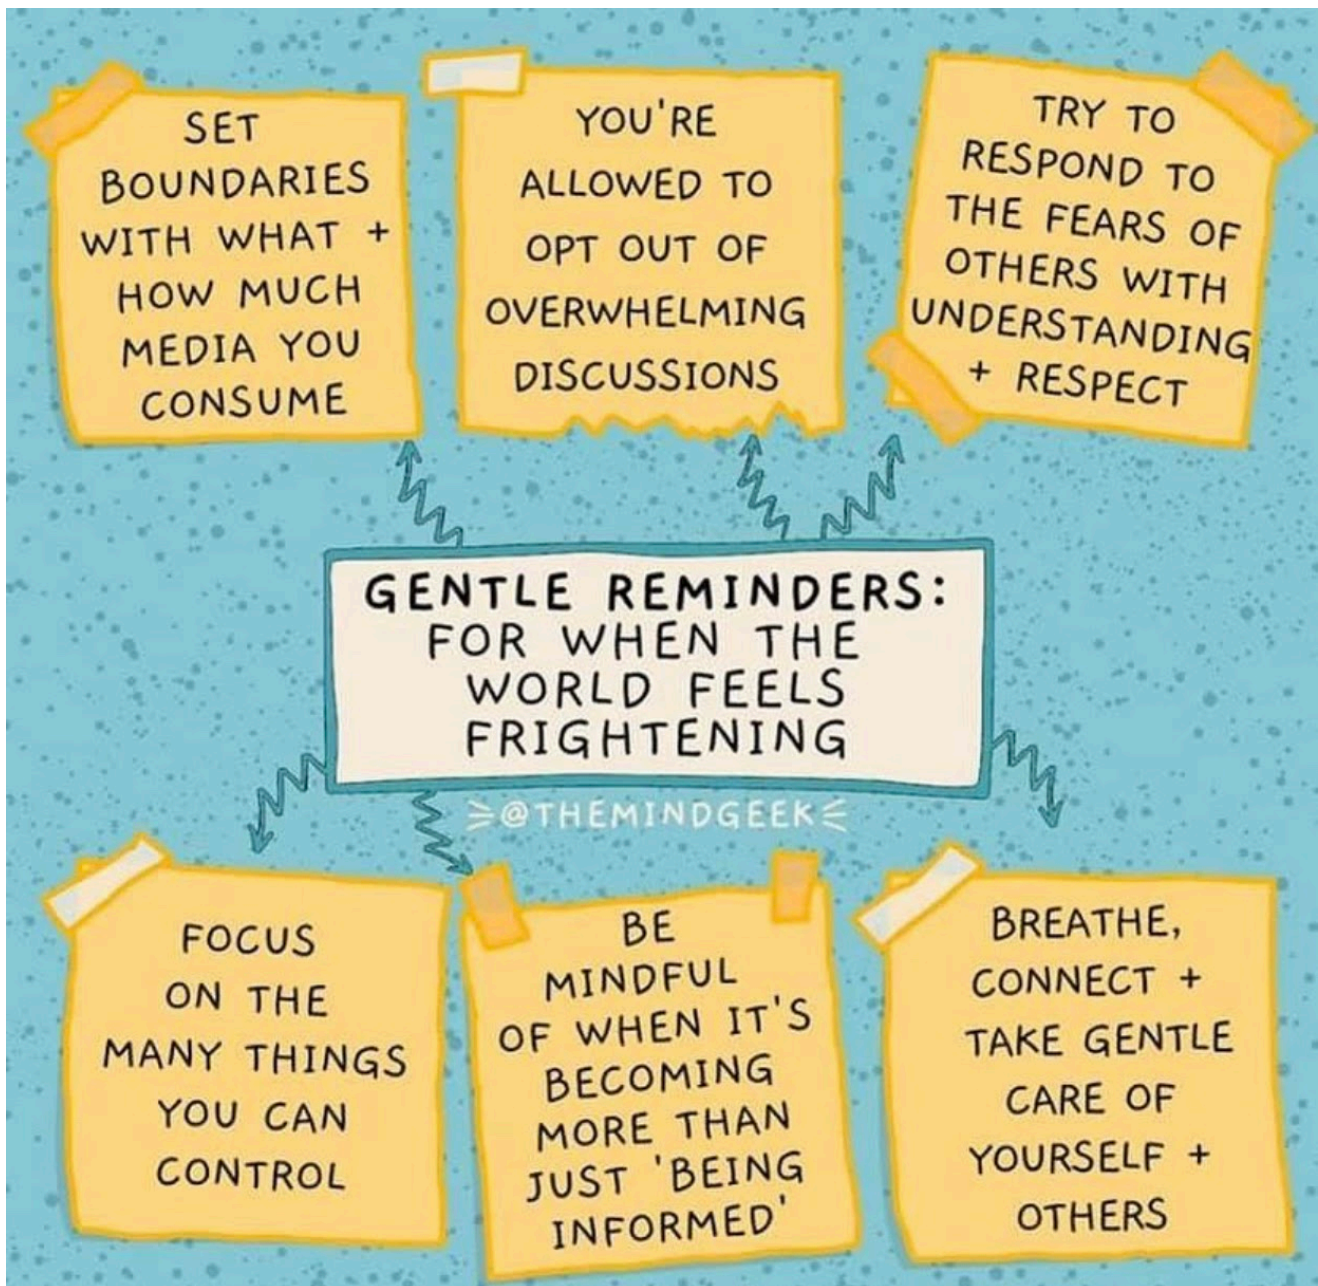 SET
BOUNDARIES
WITH WHAT +
HOW MUCH
MEDIA YOU
CONSUME
YOU'RE
ALLOWED TO
OPT OUT OF
OVERWHELMING
DISCUSSIONS
TRY TO
RESPOND TO
THE FEARS OF
OTHERS WITH
UNDERSTANDING
+ RESPECT
GENTLE REMINDERS:
FOR WHEN THE
WORLD FEELS
FRIGHTENING
@THEMINDGEEK
FOCUS
ON THE
MANY THINGS
YOU CAN
CONTROL
BE
MINDFUL
OF WHEN IT'S
BECOMING
MORE THAN
JUST 'BEING
INFORMED'
BREATHE,
CONNECT +
TAKE GENTLE
CARE OF
YOURSELF +
OTHERS